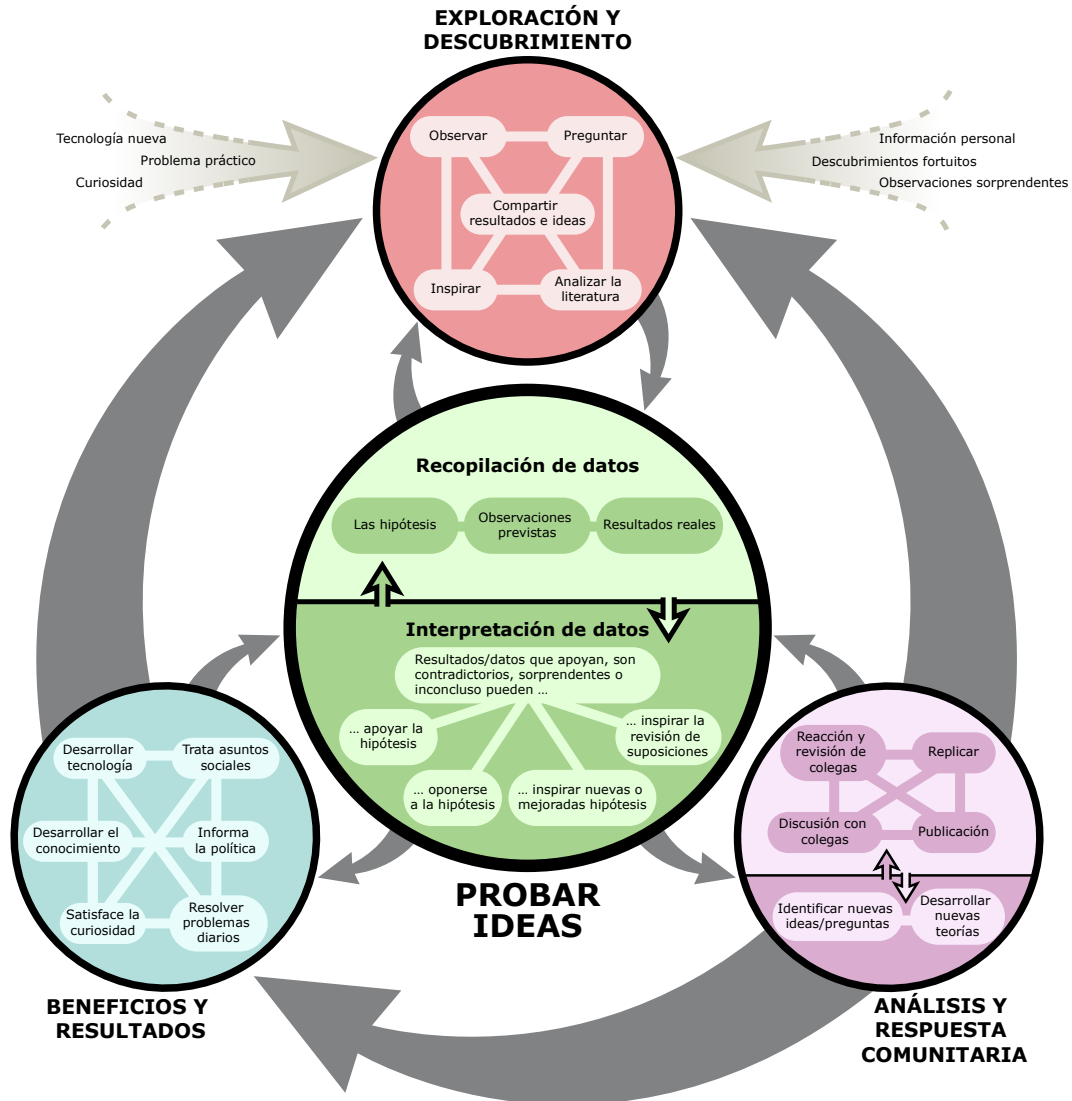 EXPLORACIÓN Y
DESCUBRIMIENTO
Tecnología nueva
Problema práctico
Curiosidad
Información personal
Descubrimientos fortuitos
Observaciones sorprendentes
Observar
Preguntar
Compartir
resultados e ideas
Inspirar
Analizar la
literatura
Recopilación de datos
Las hipótesis
Observaciones
previstas
Resultados reales
Interpretación de datos
Resultados/datos que apoyan, son
contradictorios, sorprendentes o
inconcluso pueden ...
... apoyar la
hipótesis
... inspirar la
revisión de
suposiciones
... oponerse
a la hipótesis
... inspirar nuevas o
mejoradas hipótesis
PROBAR
IDEAS
Desarrollar
tecnología
Trata asuntos
sociales
Desarrollar el
conocimiento
Informa
la política
Satisface la
curiosidad
Resolver
problemas
diarios
BENEFICIOS Y
RESULTADOS
Reacción y
revisión de
colegas
Replicar
Discusión con
colegas
Publicación
Identificar nuevas
ideas/preguntas
Desarrollar
nuevas
teorías
ANÁLISIS Y
RESPUESTA
COMUNITARIA